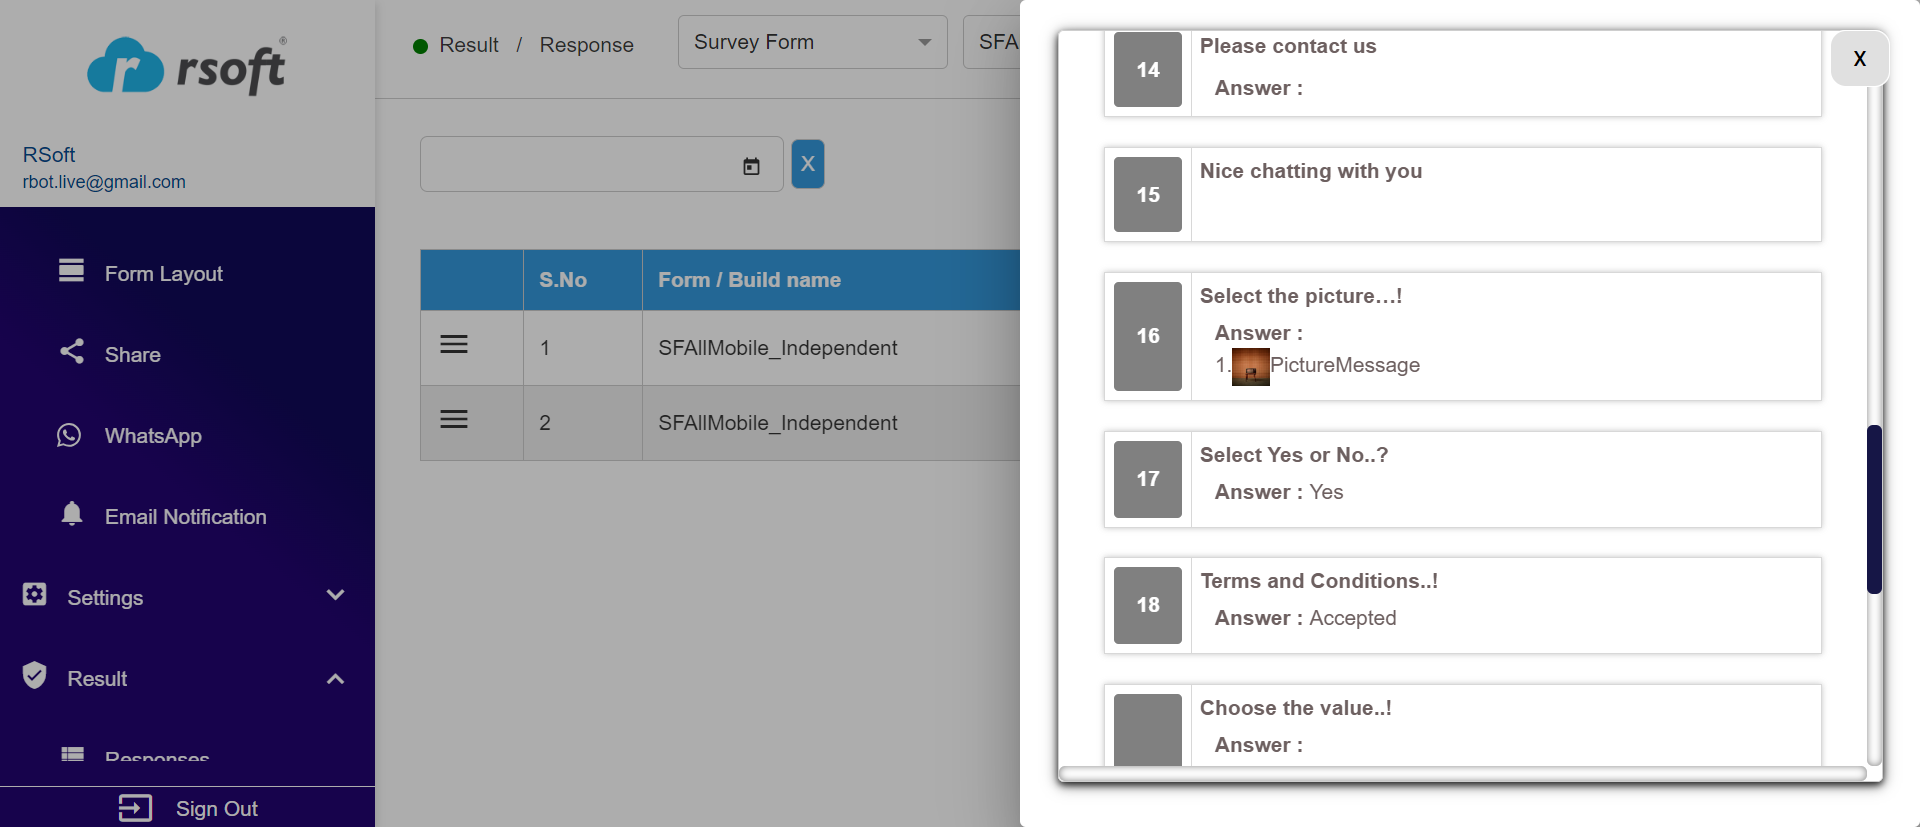 rsoft®
RSoft
rbot.live@gmail.com
Form Layout
Share
WhatsApp
Email Notification
Settings
Result
Responses
Sign Out
Result / Response
Survey Form
SFA
X
S.No Form / Build name
1 SFAllMobile_Independent
2 SFAllMobile_Independent
X
14 Please contact us
Answer :
15 Nice chatting with you
16 Select the picture...!
Answer :
1. PictureMessage
17 Select Yes or No..?
Answer : Yes
18 Terms and Conditions..!
Answer : Accepted
Choose the value..!
Answer :